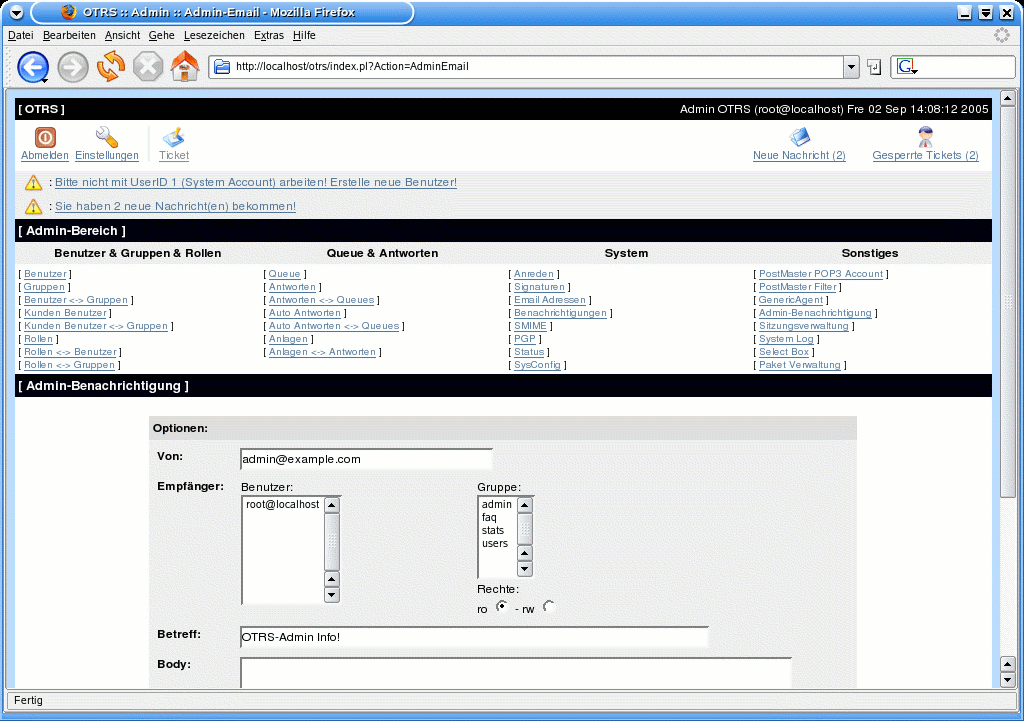 OTRS :: Admin :: Admin-Email - Mozilla Firefox
Datei Bearbeiten Ansicht Gehe Lesezeichen Extras Hilfe
http://localhost/otrs/index.pl?Action=AdminEmail
G
[ OTRS ] Admin OTRS (root@localhost) Fre 02 Sep 14:08:12 2005
Abmelden Einstellungen Ticket Neue Nachricht (2) Gesperrte Tickets (2)
: Bitte nicht mit UserID 1 (System Account) arbeiten! Erstelle neue Benutzer!
: Sie haben 2 neue Nachricht(en) bekommen!
[ Admin-Bereich ]
Benutzer & Gruppen & Rollen Queue & Antworten System Sonstiges
[ Benutzer ] [ Queue ] [ Anreden ] [ PostMaster POP3 Account ]
[ Gruppen ] [ Antworten ] [ Signaturen ] [ PostMaster Filter ]
[ Benutzer <-> Gruppen ] [ Antworten <-> Queues ] [ Email Adressen ] [ GenericAgent ]
[ Kunden Benutzer ] [ Auto Antworten ] [ Benachrichtigungen ] [ Admin-Benachrichtigung ]
[ Kunden Benutzer <-> Gruppen ] [ Auto Antworten <-> Queues ] [ SMIME ] [ Sitzungsverwaltung ]
[ Rollen ] [ Anlagen ] [ PGP ] [ System Log ]
[ Rollen <-> Benutzer ] [ Anlagen <-> Antworten ] [ Status ] [ Select Box ]
[ Rollen <-> Gruppen ] [ SysConfig ] [ Paket Verwaltung ]
[ Admin-Benachrichtigung ]
Optionen:
Von: admin@example.com
Empfänger: Benutzer: Gruppe:
root@localhost admin
faq
stats
users
Rechte:
ro - rw
Betreff: OTRS-Admin Info!
Body:
Fertig